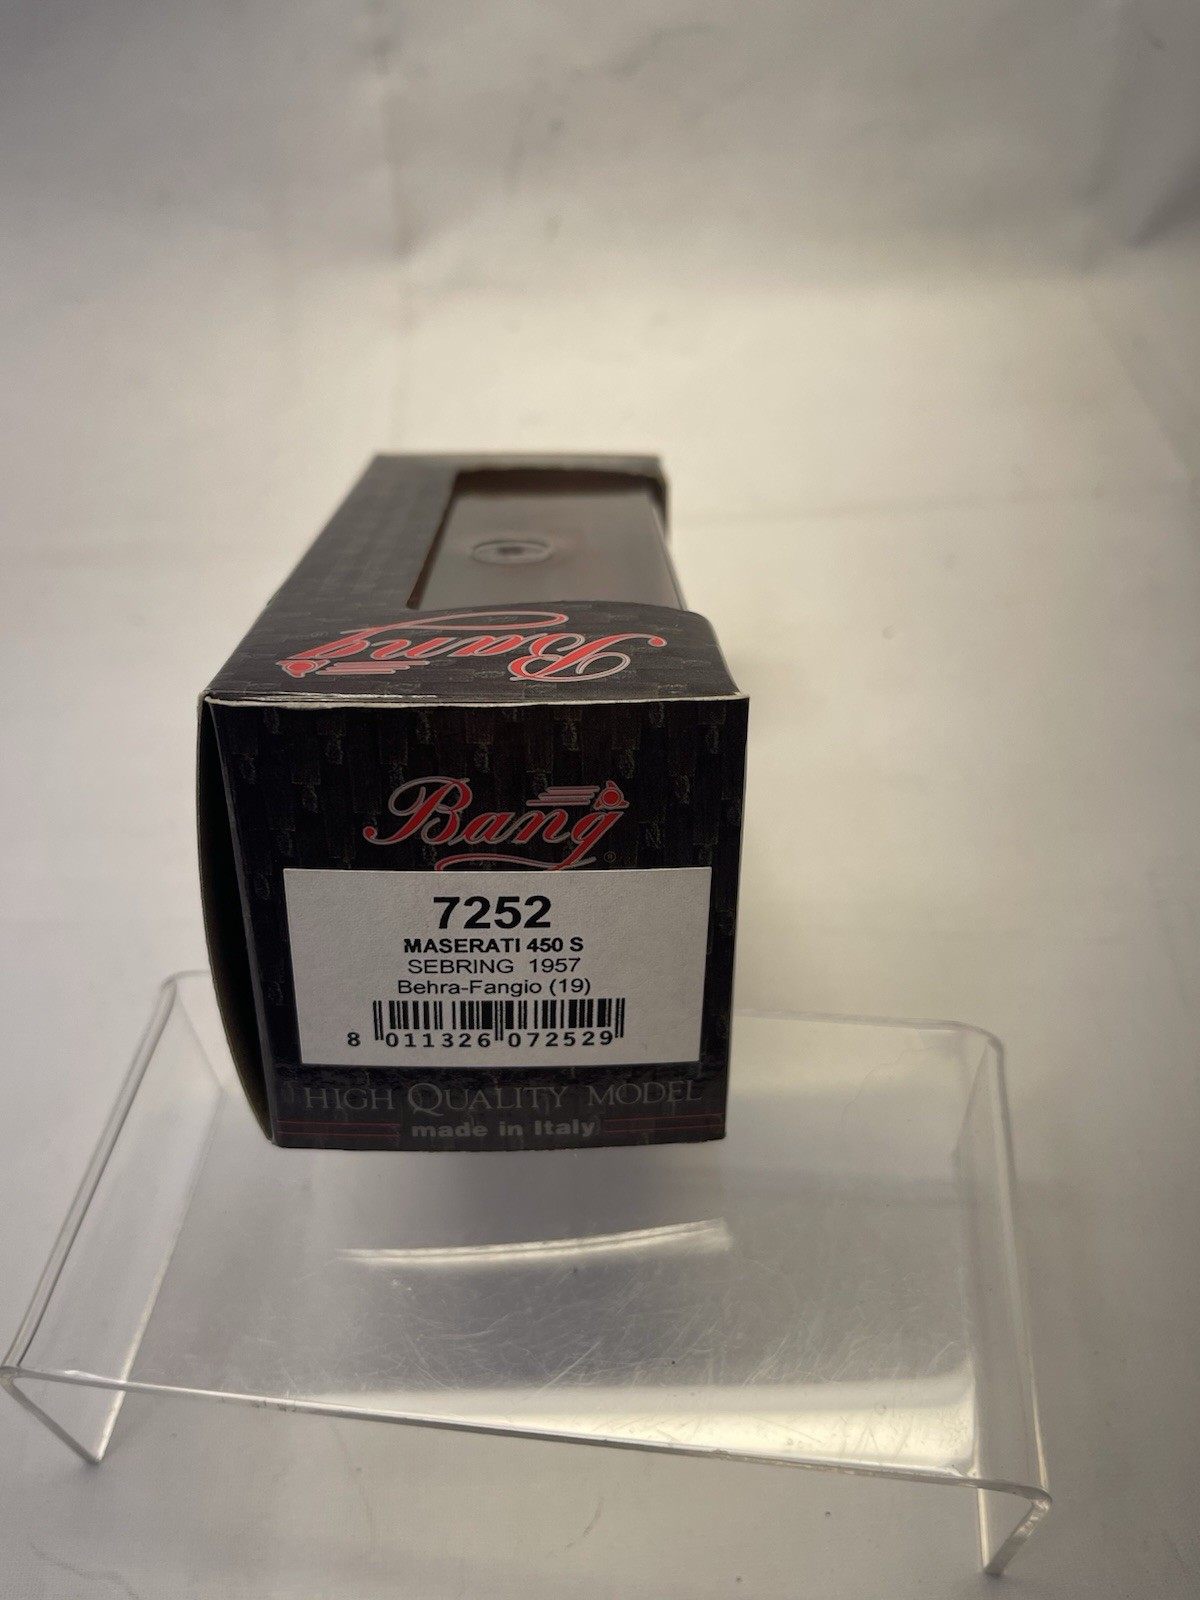 Bang
Bang
®
7252
MASERATI 450 S
SEBRING 1957
Behra-Fangio (19)
8 011326 072529
HIGH QUALITY MODEL
made in Italy